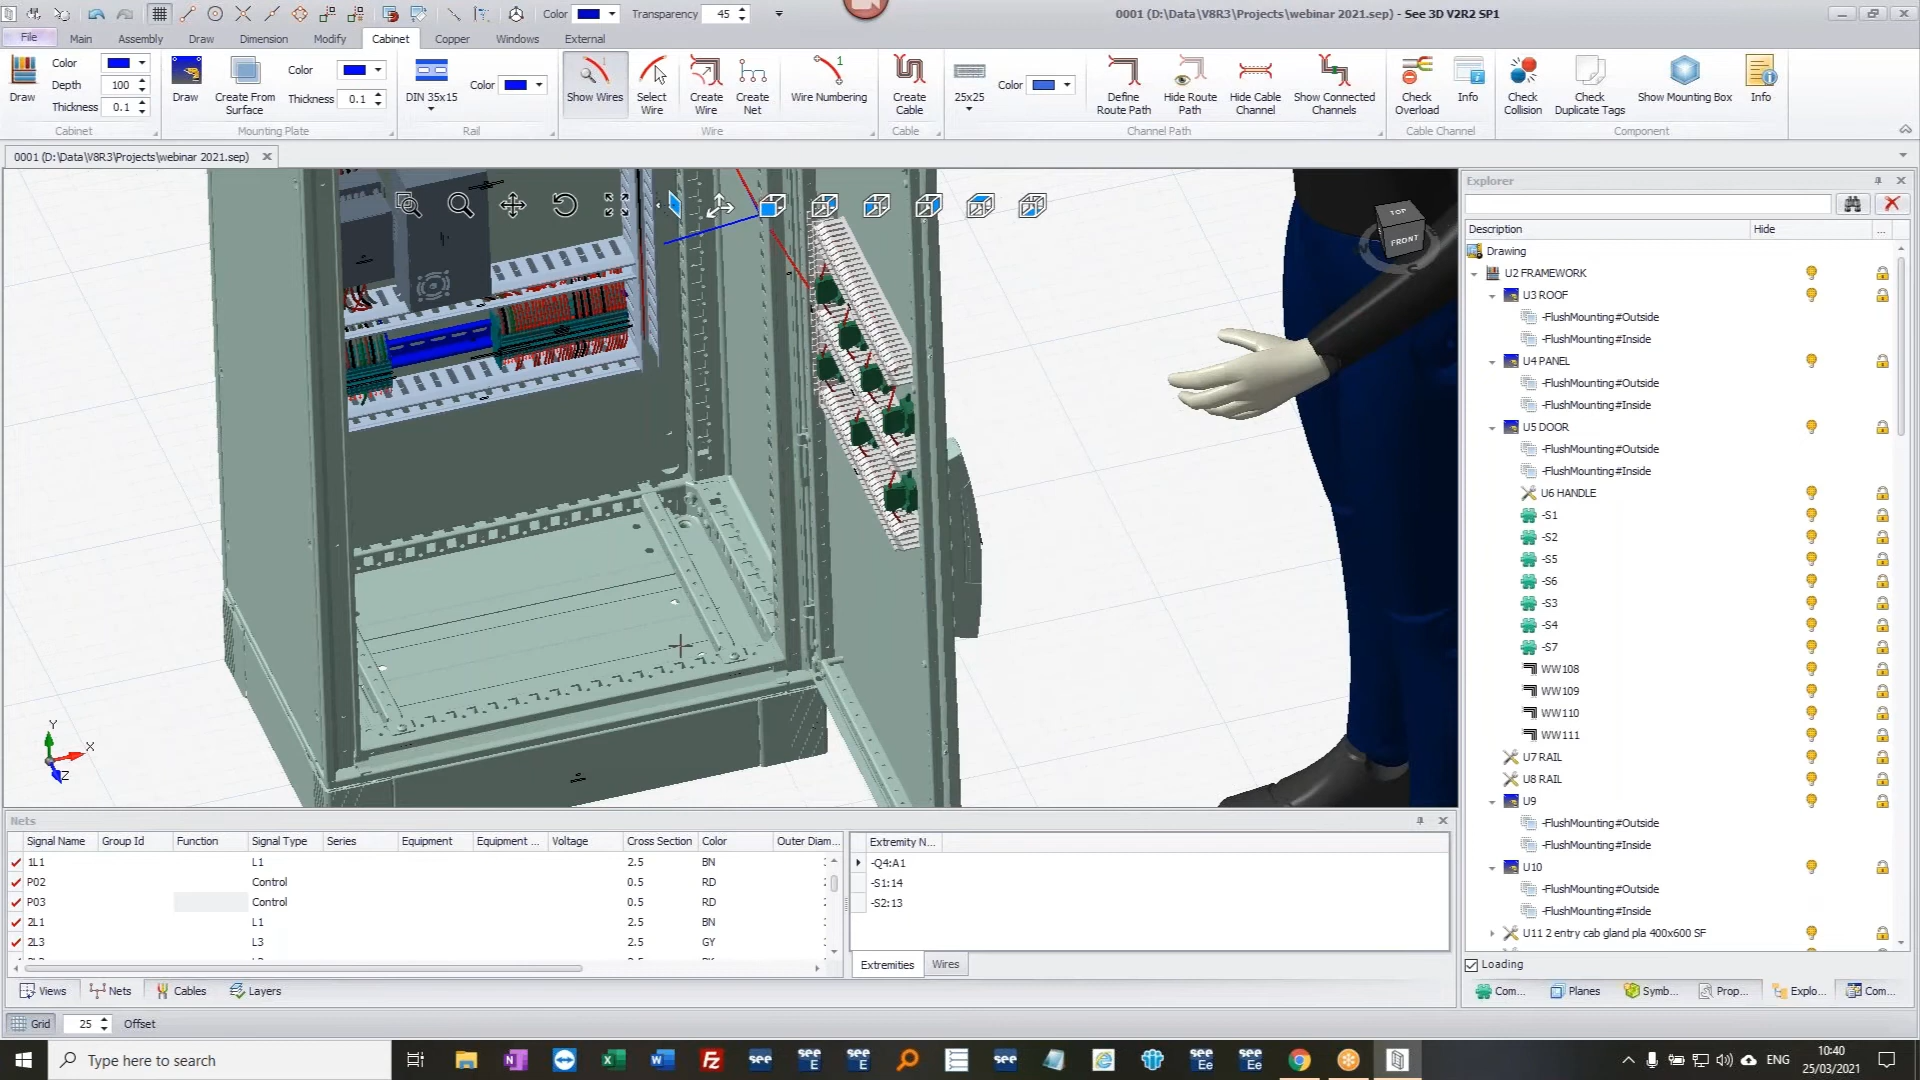 Color
Transparency 45
0001 (D:\Data\V8R3\Projects\webinar 2021.sep) - See 3D V2R2 SP1
File Main Assembly Draw Dimension Modify Cabinet Copper Windows External
Draw
Color
Depth 100
Thickness 0.1
Cabinet
Draw
Create From Surface
Color
Thickness 0.1
Mounting Plate
DIN 35x15
Color
Rail
Show Wires
Select Wire
Create Wire
Create Net
Wire Numbering
Wire
Create Cable
Cable
25x25
Color
Define Route Path
Hide Route Path
Hide Cable Channel
Show Connected Channels
Channel Path
Check Overload
Info
Cable Channel
Check Collision
Check Duplicate Tags
Show Mounting Box
Info
Component
0001 (D:\Data\V8R3\Projects\webinar 2021.sep)
TOP
FRONT
Y
X
Z
Explorer
Description Hide ...
Drawing
U2 FRAMEWORK
U3 ROOF
-FlushMounting#Outside
-FlushMounting#Inside
U4 PANEL
-FlushMounting#Outside
-FlushMounting#Inside
U5 DOOR
-FlushMounting#Outside
-FlushMounting#Inside
U6 HANDLE
-S1
-S2
-S5
-S6
-S3
-S4
-S7
WW108
WW109
WW110
WW111
U7 RAIL
U8 RAIL
U9
-FlushMounting#Outside
-FlushMounting#Inside
U10
-FlushMounting#Outside
-FlushMounting#Inside
U11 2 entry cab gland pla 400x600 SF
Loading
Com... Planes Symb... Prop... Explo... Com...
Nets
Signal Name Group Id Function Signal Type Series Equipment Equipment ... Voltage Cross Section Color Outer Diam...
1L1 L1 2.5 BN
P02 Control 0.5 RD
P03 Control 0.5 RD
2L1 L1 2.5 BN
2L3 L3 2.5 GY
Extremity N...
-Q4:A1
-S1:14
-S2:13
Extremities Wires
Views Nets Cables Layers
Grid 25 Offset
Type here to search
see
see E
see E
see
see Ee
see Ee
ENG
10:40
25/03/2021